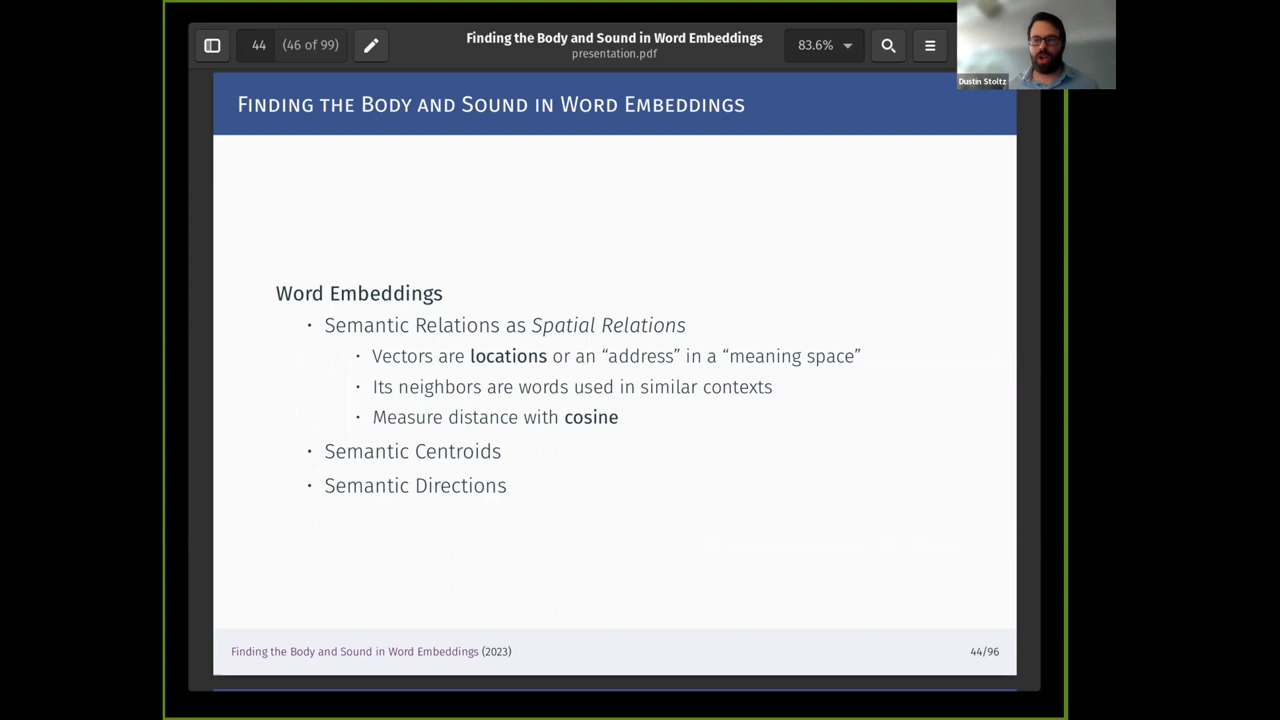 44 (46 of 99)
Finding the Body and Sound in Word Embeddings
presentation.pdf
83.6%
Dustin Stoltz
Finding the Body and Sound in Word Embeddings
Word Embeddings
· Semantic Relations as Spatial Relations
· Vectors are locations or an “address” in a “meaning space”
· Its neighbors are words used in similar contexts
· Measure distance with cosine
· Semantic Centroids
· Semantic Directions
Finding the Body and Sound in Word Embeddings (2023)
44/96